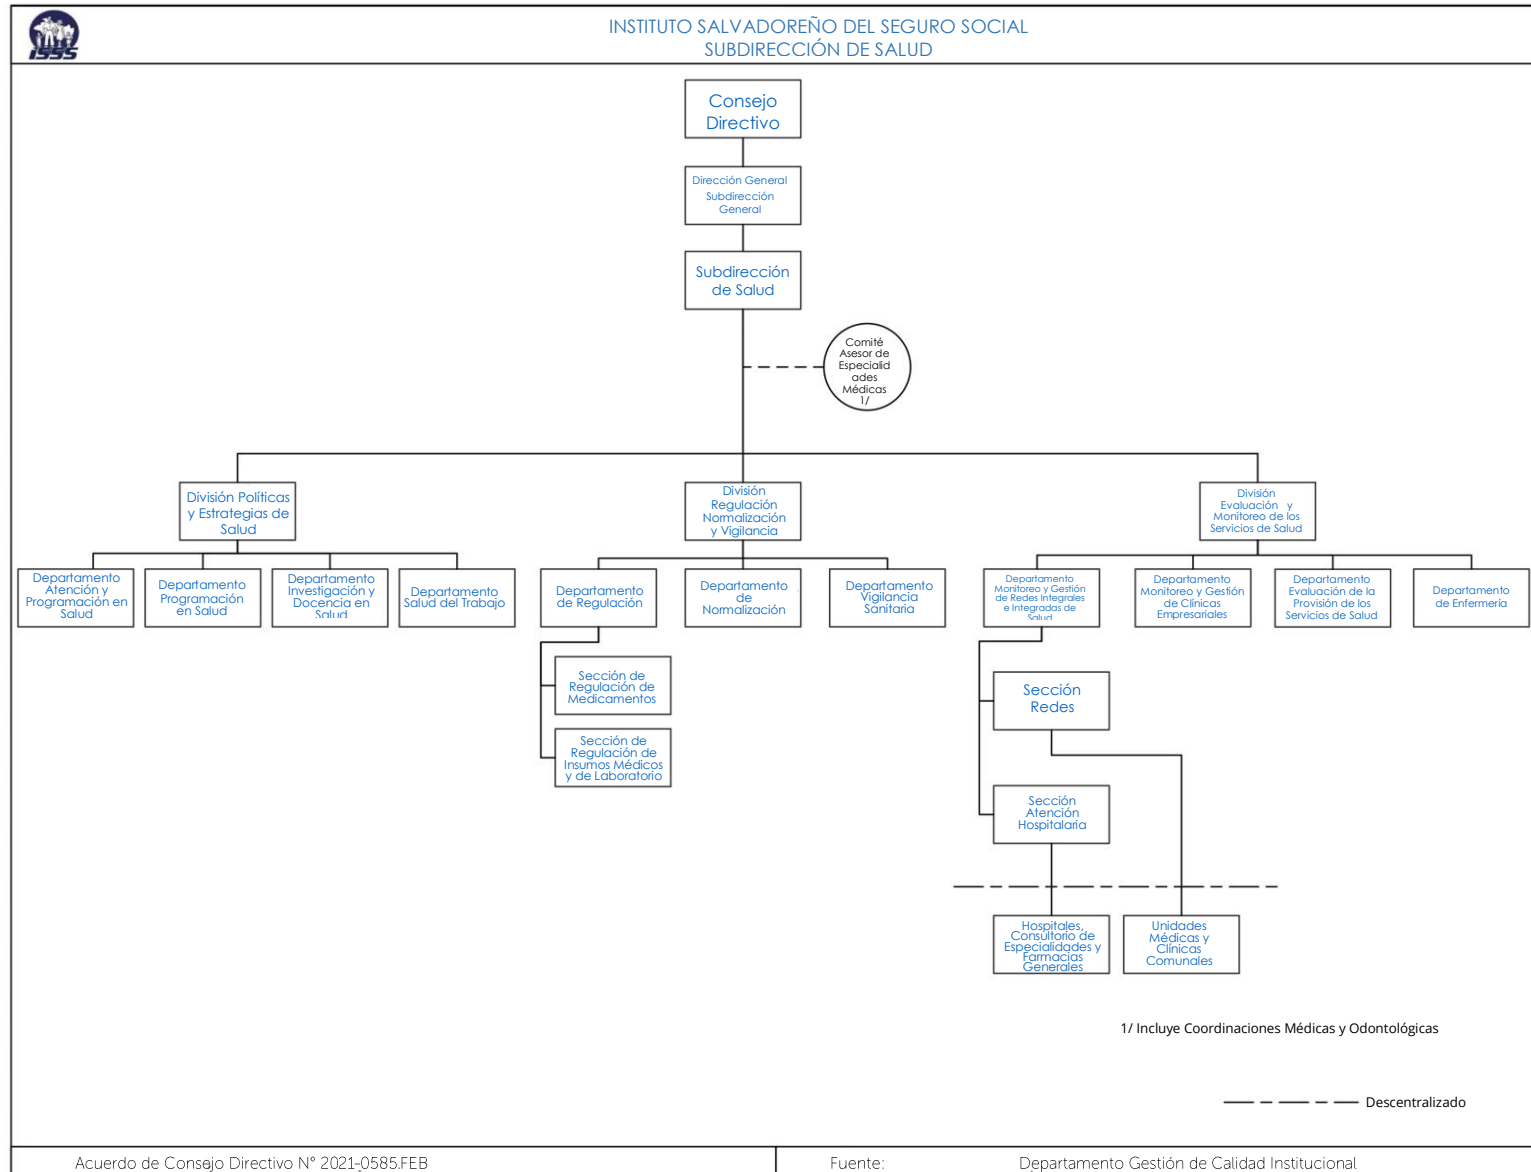 ISSS
INSTITUTO SALVADOREÑO DEL SEGURO SOCIAL
SUBDIRECCIÓN DE SALUD
Consejo
Directivo
Dirección General
Subdirección
General
Subdirección
de Salud
Comité
Asesor de
Especialid
ades
Médicas
1/
División Políticas
y Estrategias de
Salud
División
Regulación
Normalización
y Vigilancia
División
Evaluación y
Monitoreo de los
Servicios de Salud
Departamento
Atención y
Programación en
Salud
Departamento
Programación
en Salud
Departamento
Investigación y
Docencia en
Salud
Departamento
Salud del Trabajo
Departamento
de Regulación
Departamento
de
Normalización
Departamento
Vigilancia
Sanitaria
Departamento
Monitoreo y Gestión
de Redes Integrales
e Integradas de
Salud
Departamento
Monitoreo y Gestión
de Clínicas
Empresariales
Departamento
Evaluación de la
Provisión de los
Servicios de Salud
Departamento
de Enfermería
Sección de
Regulación de
Medicamentos
Sección de
Regulación de
Insumos Médicos
y de Laboratorio
Sección
Redes
Sección
Atención
Hospitalaria
Hospitales,
Consultorio de
Especialidades y
Farmacias
Generales
Unidades
Médicas y
Clínicas
Comunales
1/ Incluye Coordinaciones Médicas y Odontológicas
Descentralizado
Acuerdo de Consejo Directivo N° 2021-0585.FEB
Fuente: Departamento Gestión de Calidad Institucional